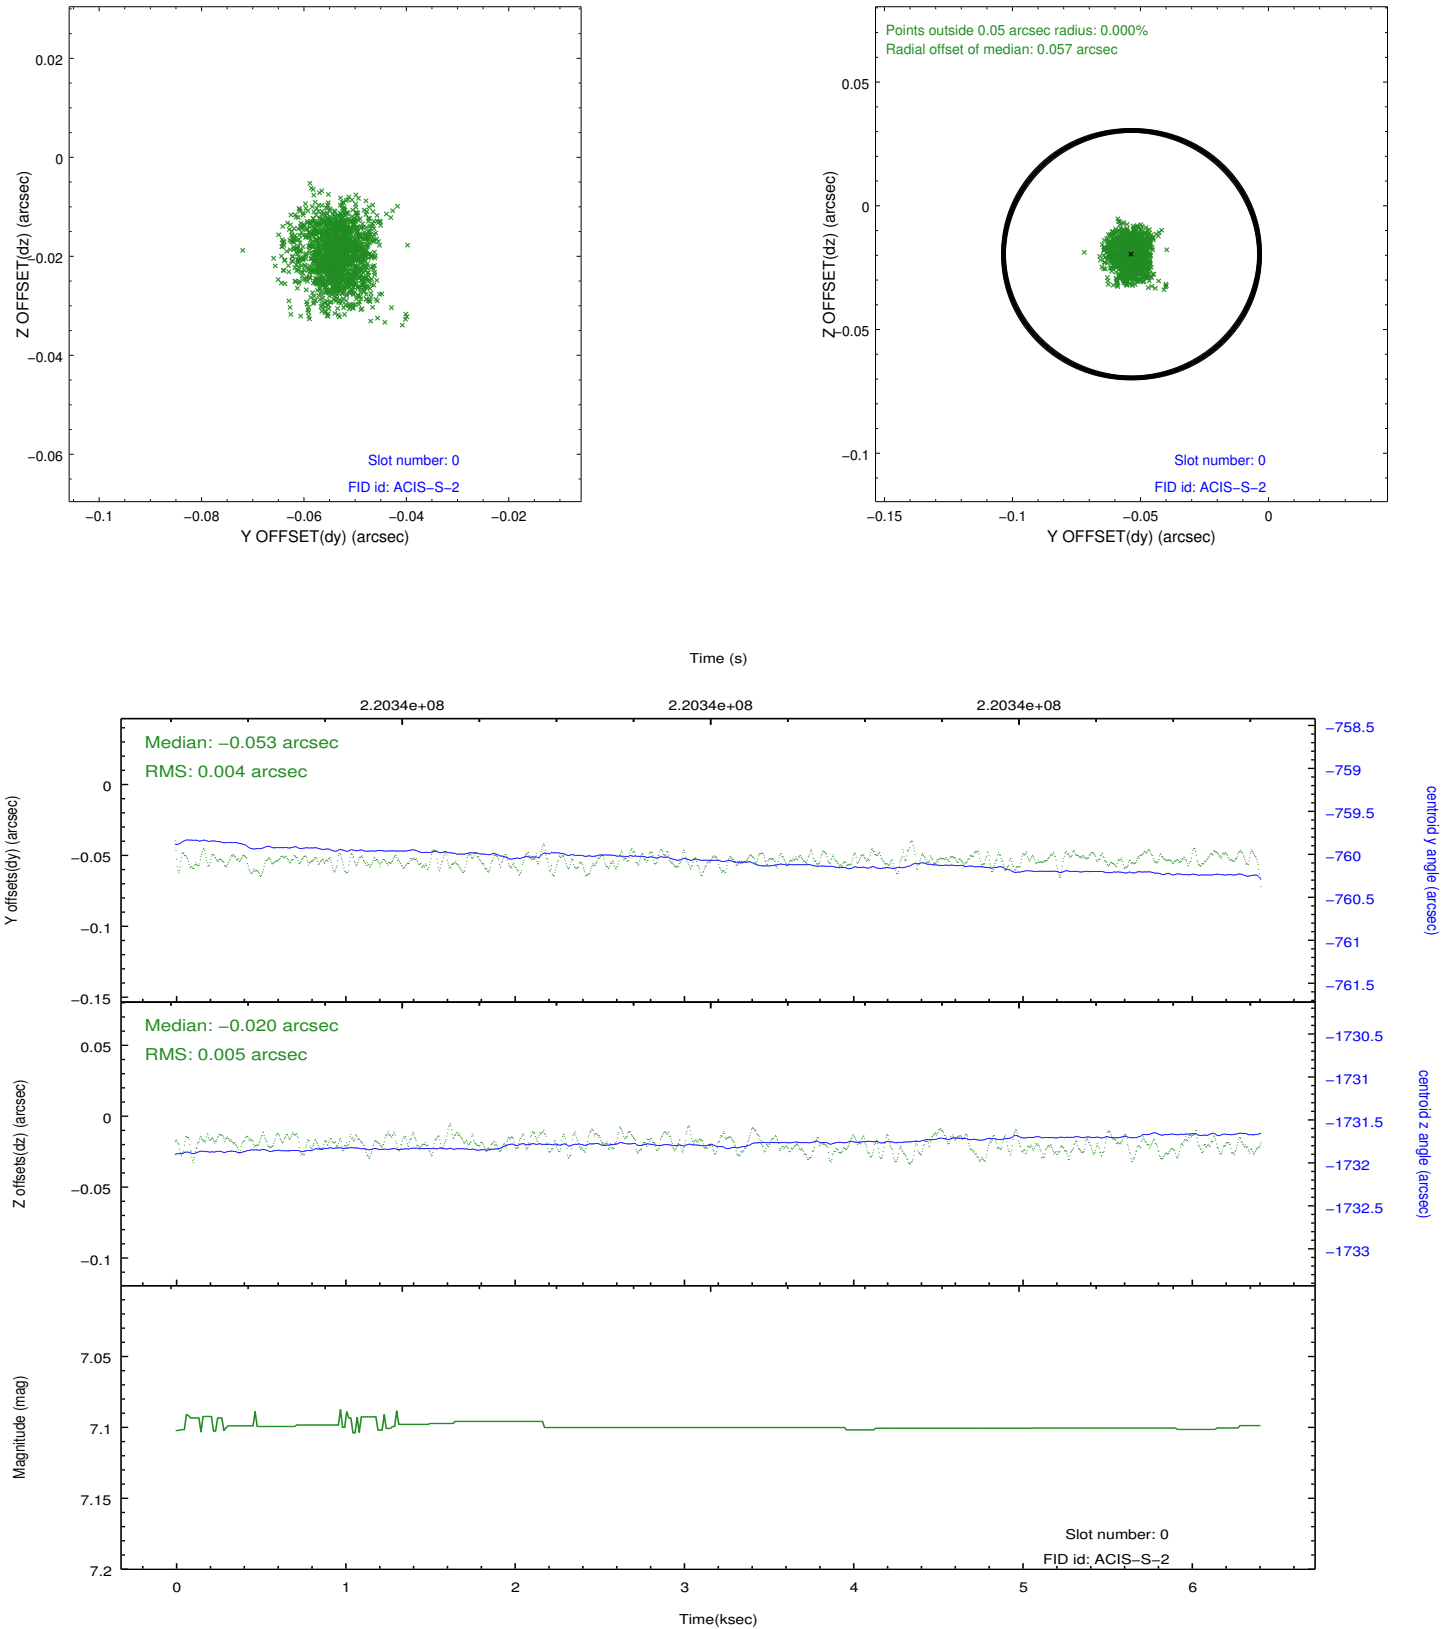 0.02
0
−0.02
−0.04
−0.06
Z OFFSET(dz) (arcsec)
Slot number: 0
FID id: ACIS−S−2
−0.1
−0.08
−0.06
−0.04
−0.02
Y OFFSET(dy) (arcsec)
Points outside 0.05 arcsec radius: 0.000%
Radial offset of median: 0.057 arcsec
0.05
0
−0.05
−0.1
Z OFFSET(dz) (arcsec)
Slot number: 0
FID id: ACIS−S−2
−0.15
−0.1
−0.05
0
Y OFFSET(dy) (arcsec)
Time (s)
2.2034e+08
2.2034e+08
2.2034e+08
Median: −0.053 arcsec
RMS: 0.004 arcsec
0
−0.05
−0.1
−0.15
Y offsets(dy) (arcsec)
−758.5
−759
−759.5
−760
−760.5
−761
−761.5
centroid y angle (arcsec)
Median: −0.020 arcsec
RMS: 0.005 arcsec
0.05
0
−0.05
−0.1
Z offsets(dz) (arcsec)
−1730.5
−1731
−1731.5
−1732
−1732.5
−1733
centroid z angle (arcsec)
7.05
7.1
7.15
7.2
Magnitude (mag)
Slot number: 0
FID id: ACIS−S−2
0
1
2
3
4
5
6
Time(ksec)